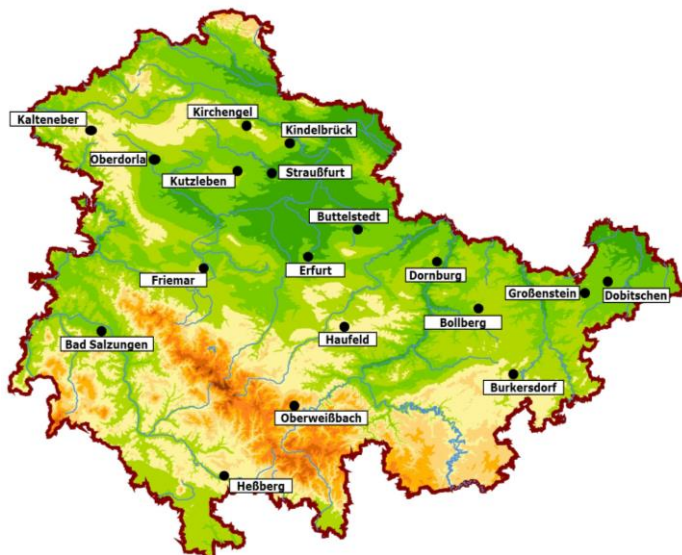 Kirchengel
Kalteneber
Kindelbrück
Oberdorla
Kutzleben
Straußfurt
Buttelstedt
Erfurt
Dornburg
Friemar
Großenstein
Dobitschen
Bollberg
Haufeld
Bad Salzungen
Burkersdorf
Oberweißbach
Heßberg